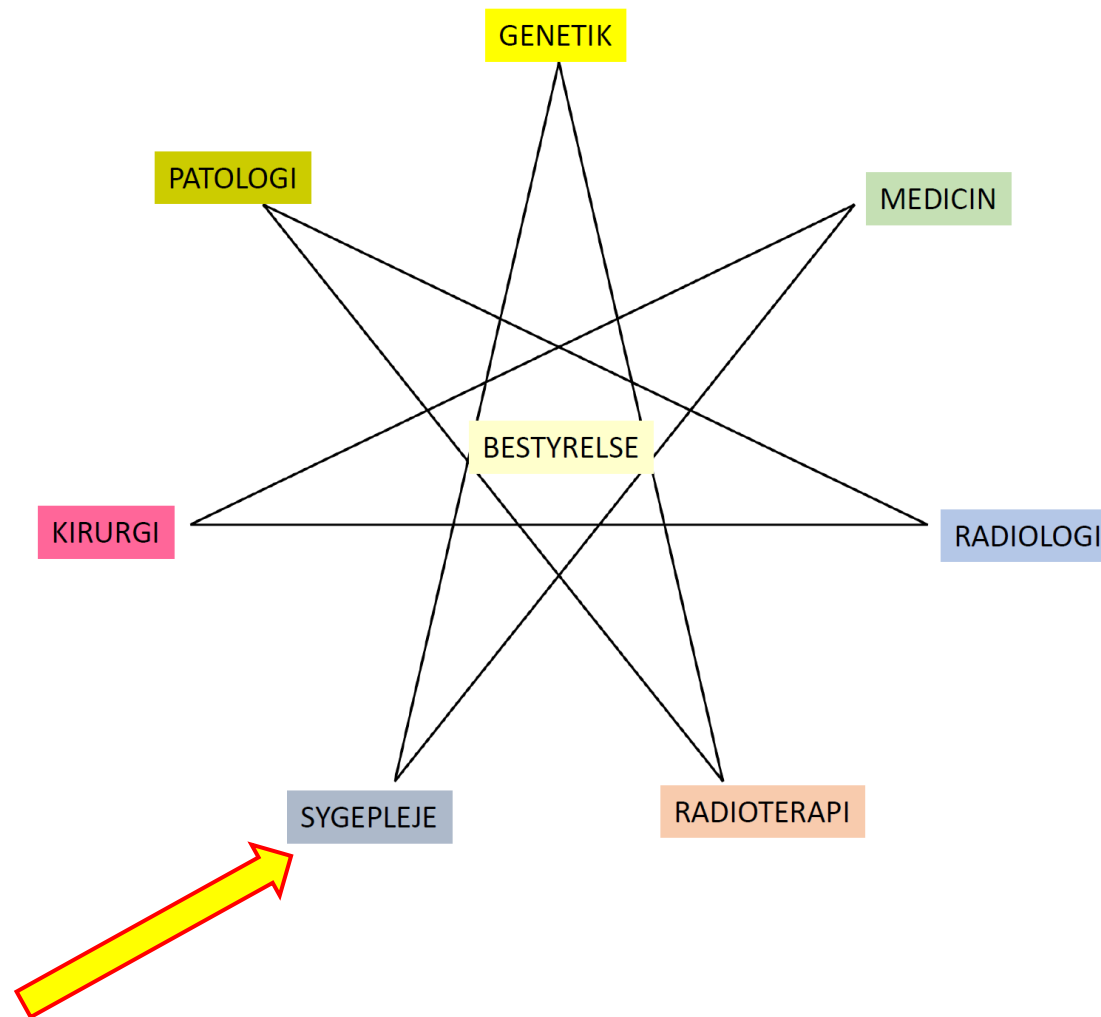 GENETIK
PATOLOGI
MEDICIN
BESTYRELSE
KIRURGI
RADIOLOGI
SYGEPLEJE
RADIOTERAPI